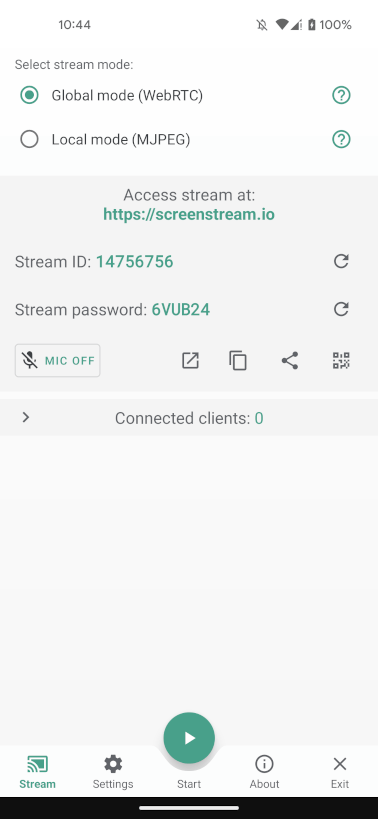 10:44
100%
Select stream mode:
Global mode (WebRTC)
Local mode (MJPEG)
Access stream at:
https://screenstream.io
Stream ID: 14756756
Stream password: 6VUB24
MIC OFF
Connected clients: 0
Stream
Settings
Start
About
Exit